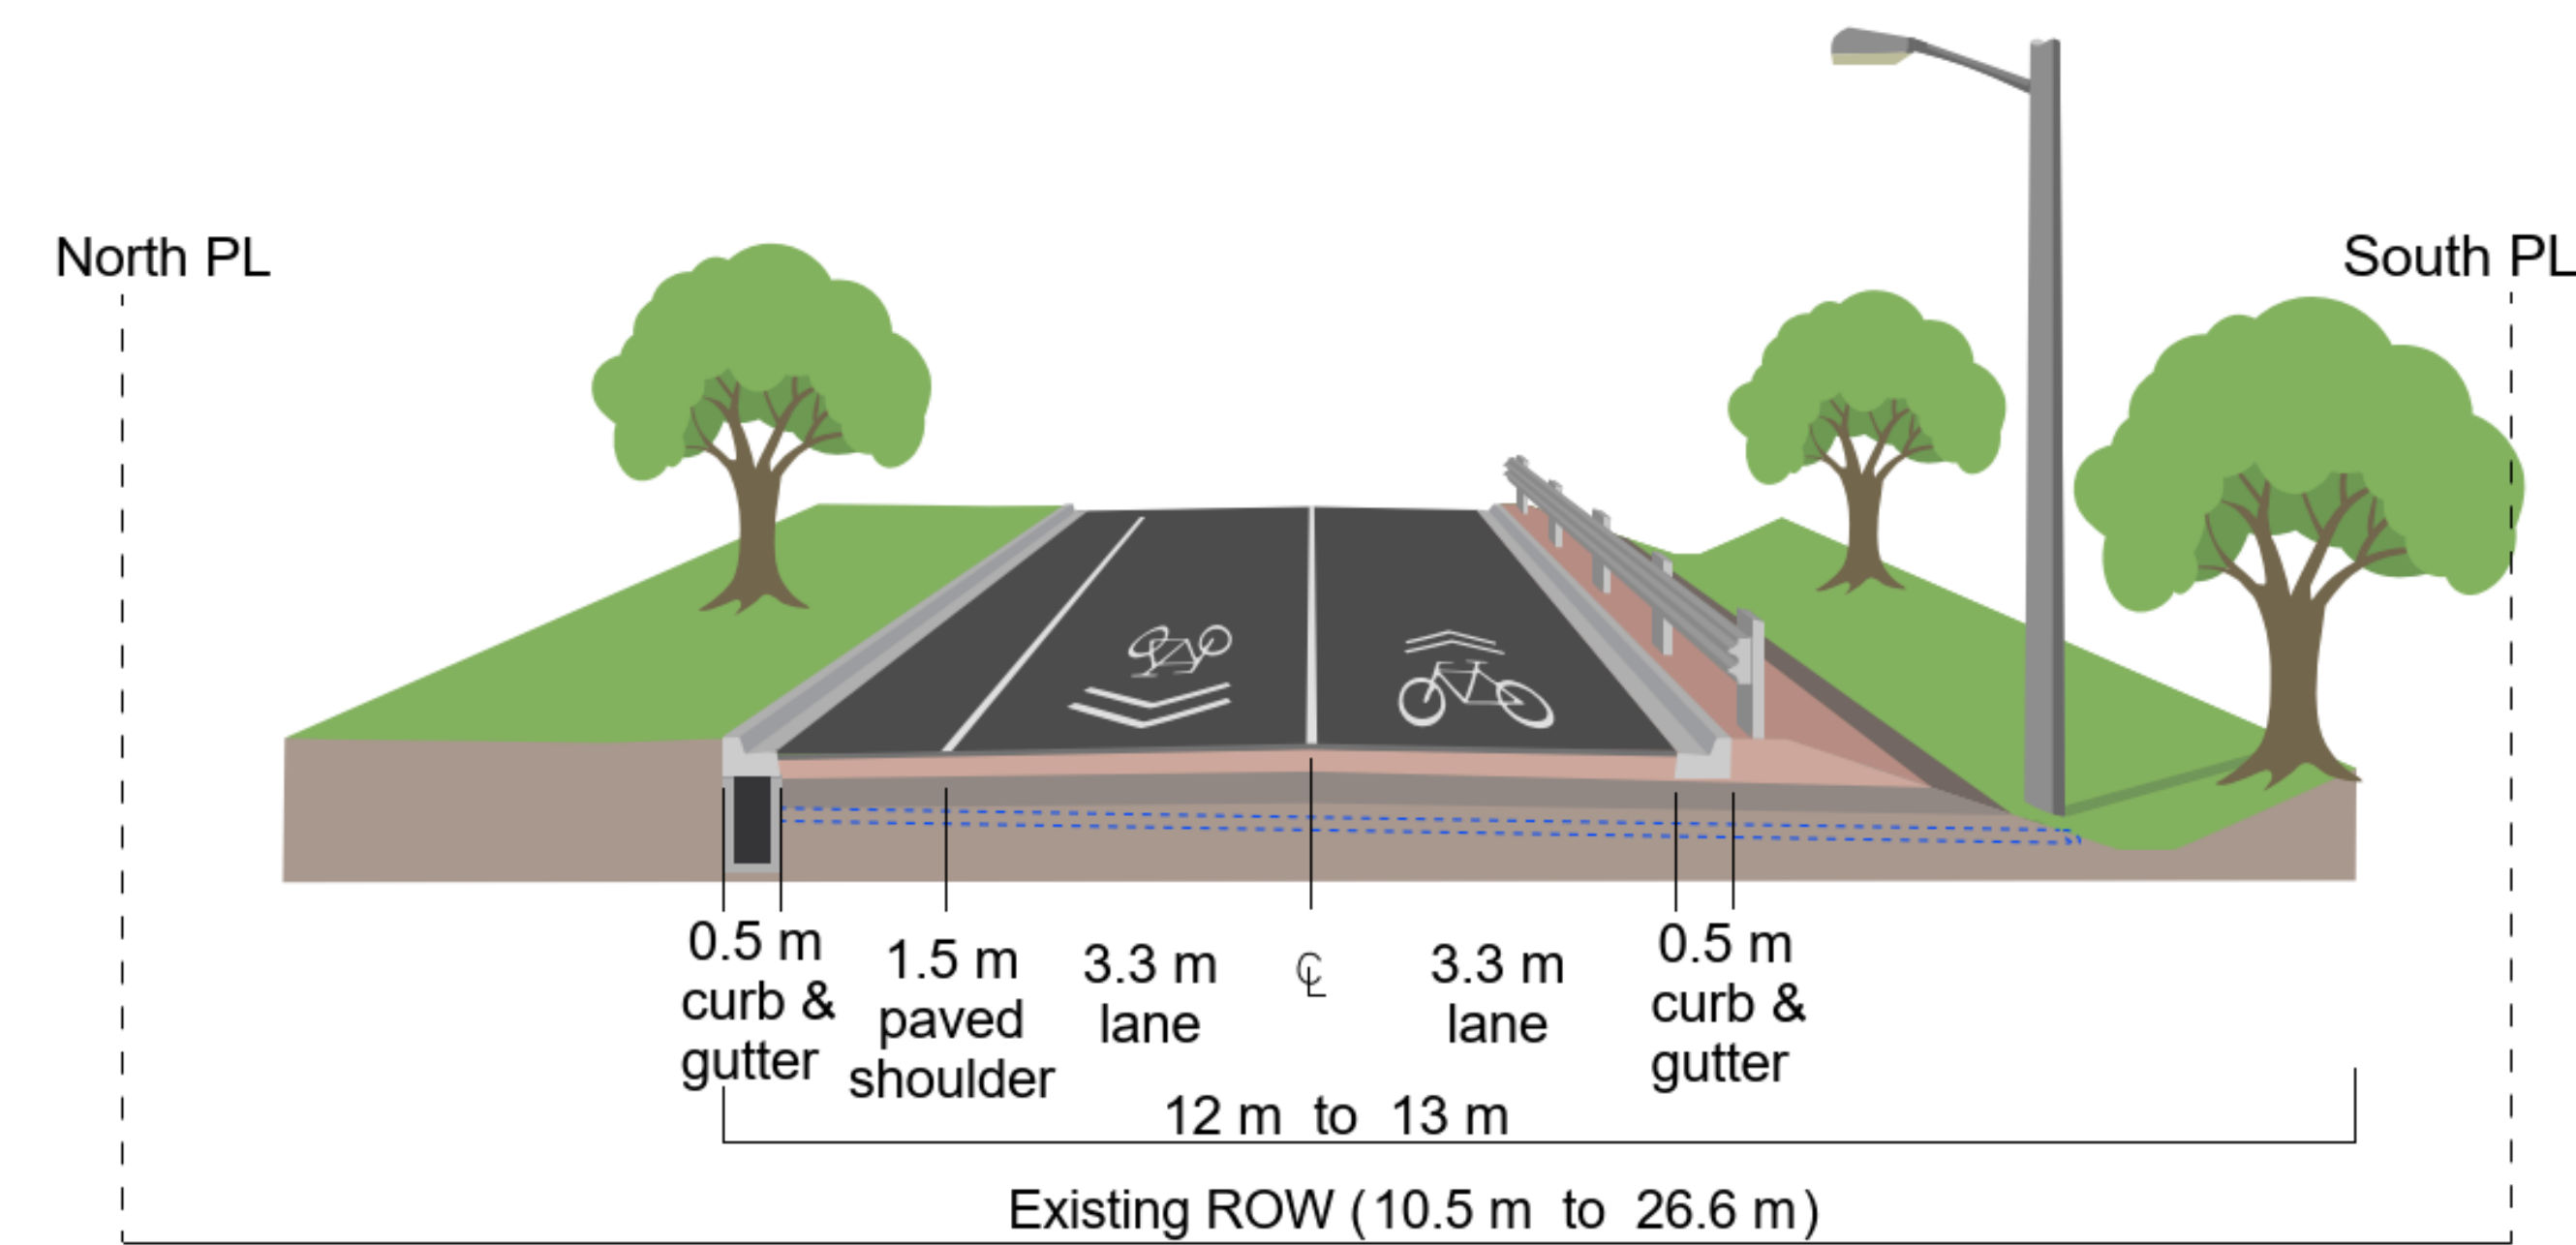 North PL
South PL
0.5 m
curb &
gutter
1.5 m
paved
shoulder
3.3 m
lane
℄
3.3 m
lane
0.5 m
curb &
gutter
12 m to 13 m
Existing ROW (10.5 m to 26.6 m)